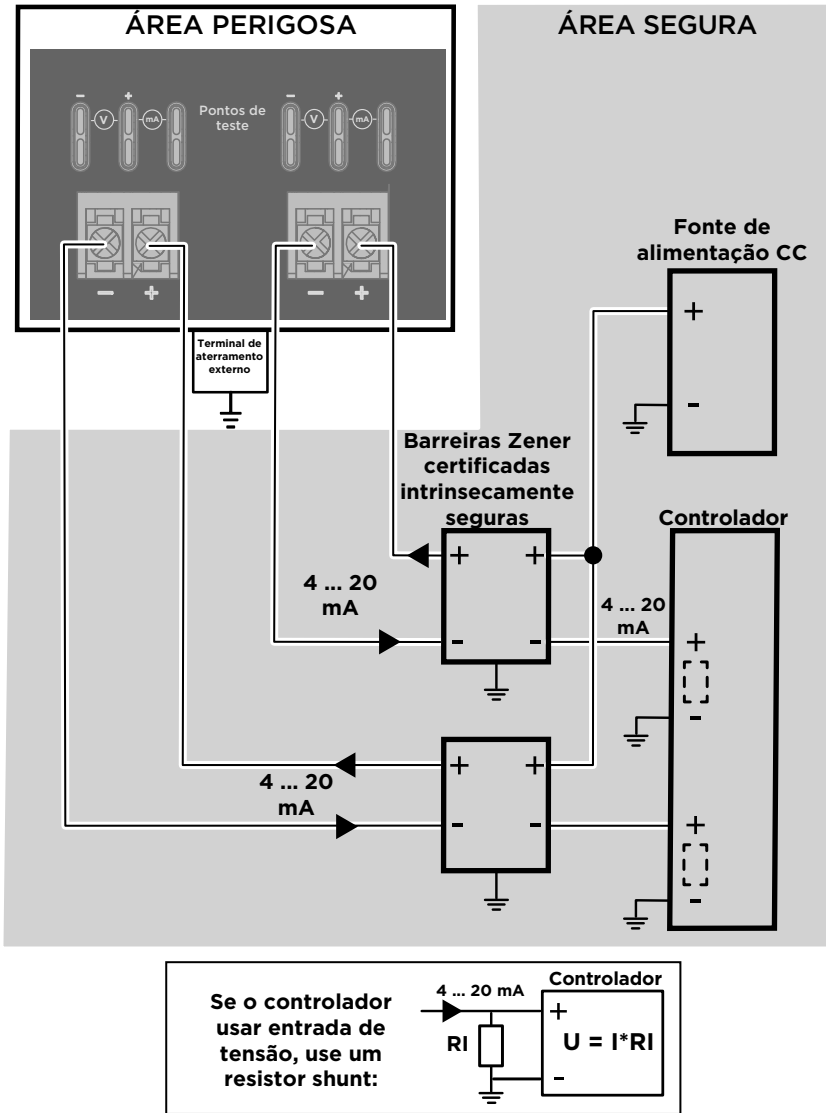 ÁREA PERIGOSA
ÁREA SEGURA
- + - +
V mA V mA
Pontos de
teste
- + - +
Terminal de
aterramento
externo
Fonte de
alimentação CC
+
-
Barreiras Zener
certificadas
intrinsecamente
seguras
Controlador
+ +
- -
4 ... 20
mA
4 ... 20
mA
+
-
+ +
- -
4 ... 20
mA
+
-
Se o controlador
usar entrada de
tensão, use um
resistor shunt:
4 ... 20 mA
Controlador
+
RI
U = I*RI
-